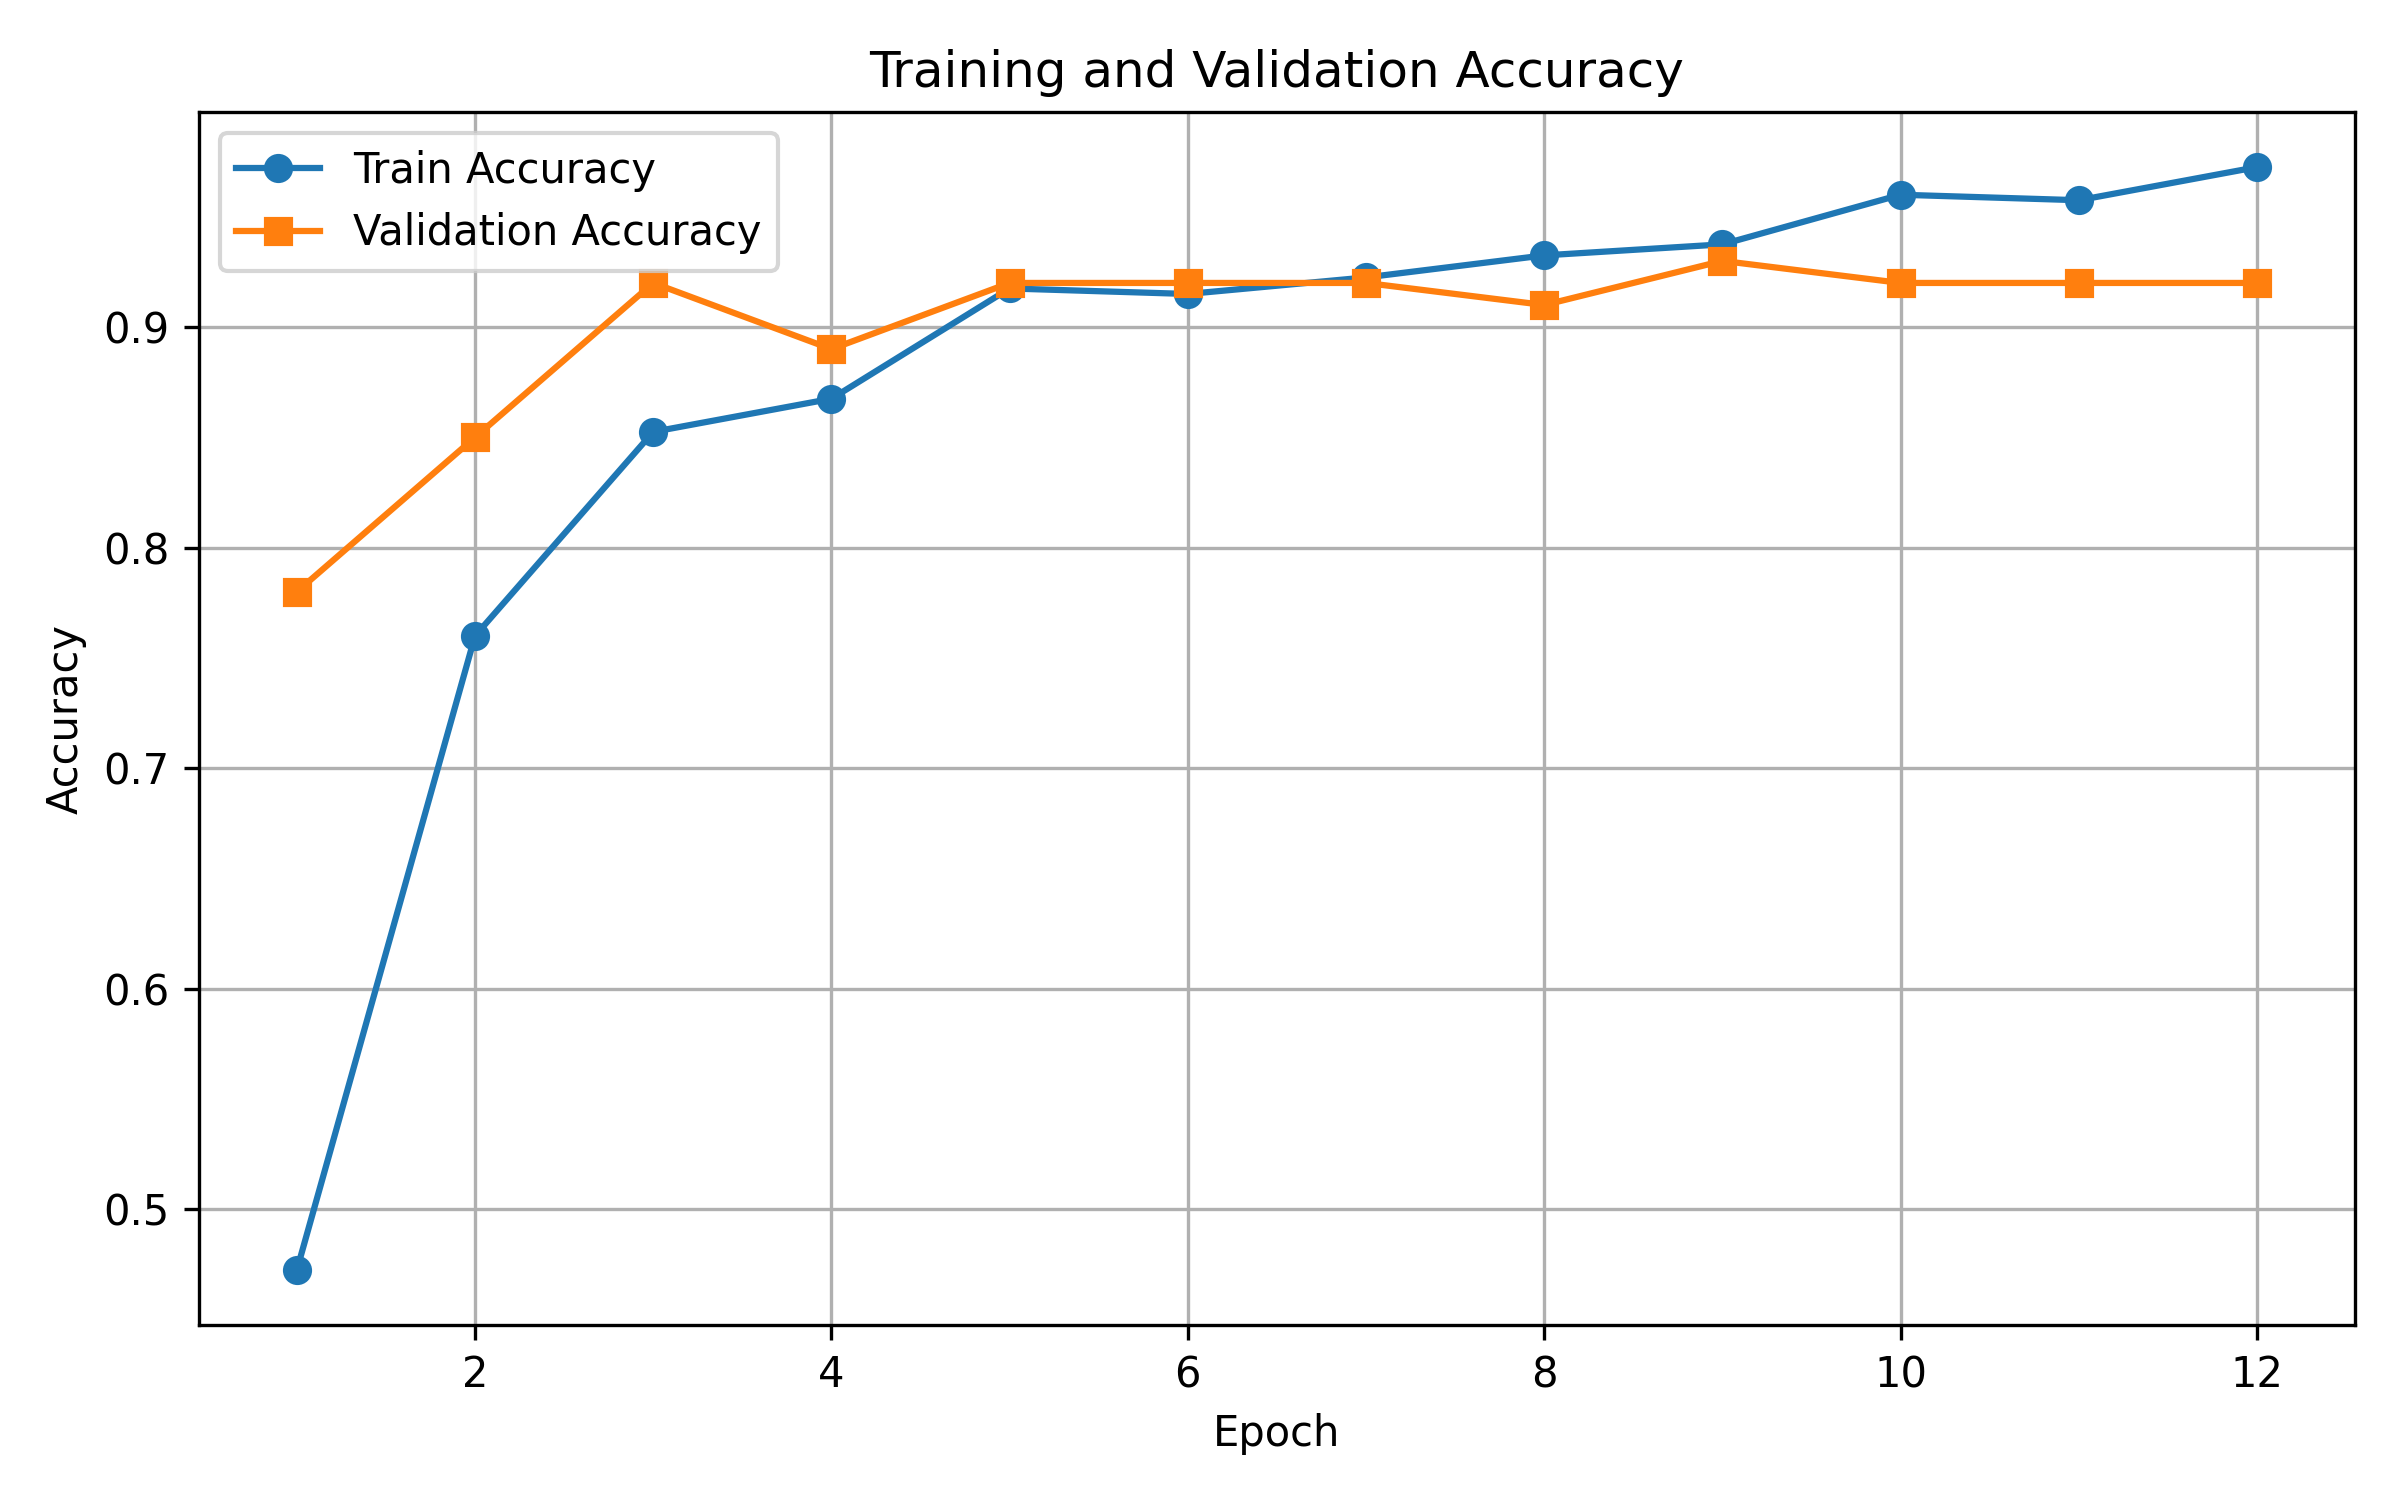 Training and Validation Accuracy
Train Accuracy
Validation Accuracy
Accuracy
0.9
0.8
0.7
0.6
0.5
2 4 6 8 10 12
Epoch